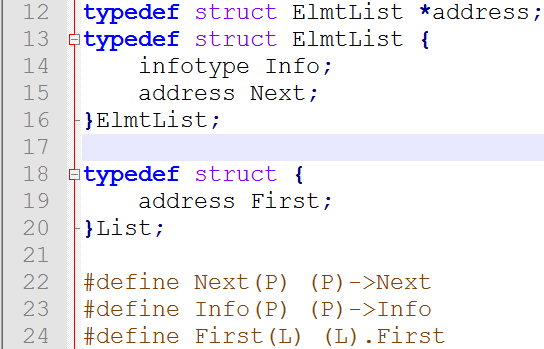 12 typedef struct ElmtList *address;
13 typedef struct ElmtList {
14     infotype Info;
15     address Next;
16 }ElmtList;
17
18 typedef struct {
19     address First;
20 }List;
21
22 #define Next(P) (P)->Next
23 #define Info(P) (P)->Info
24 #define First(L) (L).First